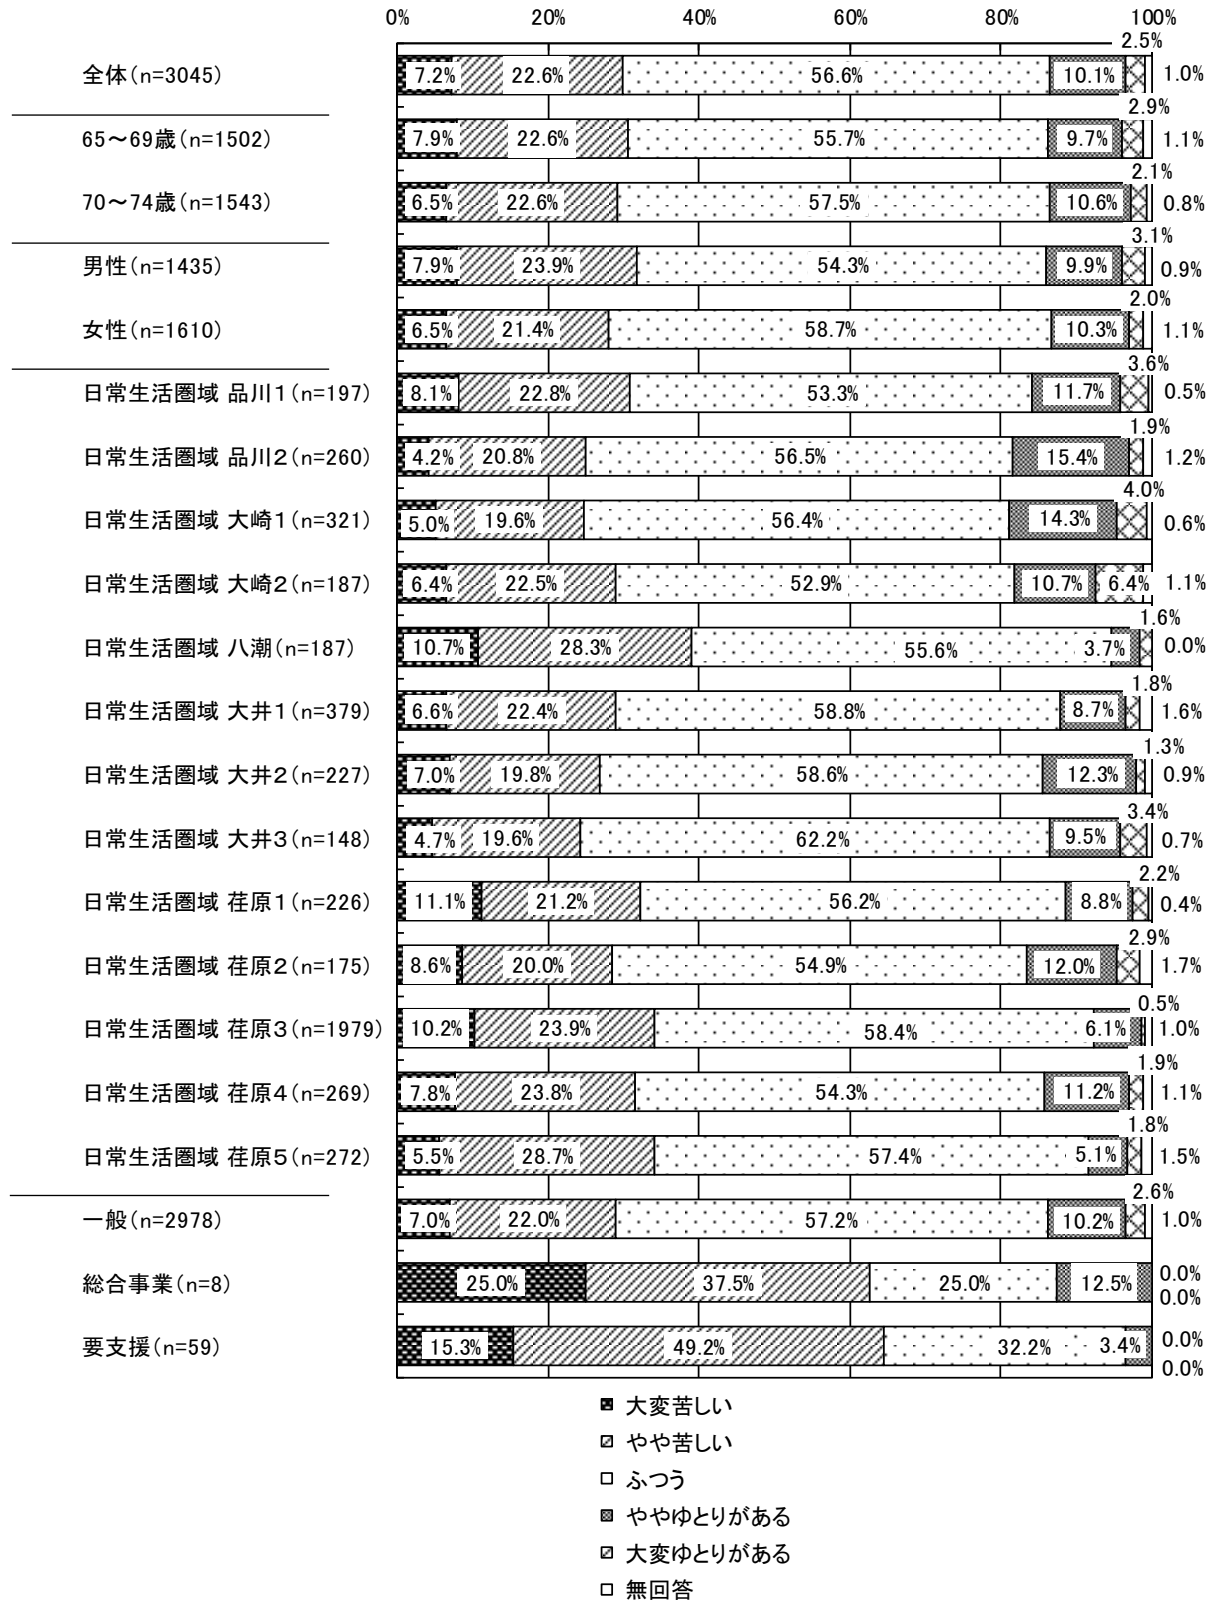 0% 20% 40% 60% 80% 100%
2.5%
全体（n=3045） 7.2% 22.6% 56.6% 10.1% 1.0%
2.9%
65～69歳（n=1502） 7.9% 22.6% 55.7% 9.7% 1.1%
2.1%
70～74歳（n=1543） 6.5% 22.6% 57.5% 10.6% 0.8%
3.1%
男性（n=1435） 7.9% 23.9% 54.3% 9.9% 0.9%
2.0%
女性（n=1610） 6.5% 21.4% 58.7% 10.3% 1.1%
3.6%
日常生活圏域 品川１（n=197） 8.1% 22.8% 53.3% 11.7% 0.5%
1.9%
日常生活圏域 品川２（n=260） 4.2% 20.8% 56.5% 15.4% 1.2%
4.0%
日常生活圏域 大崎１（n=321） 5.0% 19.6% 56.4% 14.3% 0.6%
日常生活圏域 大崎２（n=187） 6.4% 22.5% 52.9% 10.7% 6.4% 1.1%
1.6%
日常生活圏域 八潮（n=187） 10.7% 28.3% 55.6% 3.7% 0.0%
1.8%
日常生活圏域 大井１（n=379） 6.6% 22.4% 58.8% 8.7% 1.6%
1.3%
日常生活圏域 大井２（n=227） 7.0% 19.8% 58.6% 12.3% 0.9%
3.4%
日常生活圏域 大井３（n=148） 4.7% 19.6% 62.2% 9.5% 0.7%
2.2%
日常生活圏域 荏原１（n=226） 11.1% 21.2% 56.2% 8.8% 0.4%
2.9%
日常生活圏域 荏原２（n=175） 8.6% 20.0% 54.9% 12.0% 1.7%
0.5%
日常生活圏域 荏原３（n=1979） 10.2% 23.9% 58.4% 6.1% 1.0%
1.9%
日常生活圏域 荏原４（n=269） 7.8% 23.8% 54.3% 11.2% 1.1%
1.8%
日常生活圏域 荏原５（n=272） 5.5% 28.7% 57.4% 5.1% 1.5%
2.6%
一般（n=2978） 7.0% 22.0% 57.2% 10.2% 1.0%
総合事業（n=8） 25.0% 37.5% 25.0% 12.5% 0.0%
0.0%
要支援（n=59） 15.3% 49.2% 32.2% 3.4% 0.0%
0.0%
大変苦しい
やや苦しい
ふつう
ややゆとりがある
大変ゆとりがある
無回答